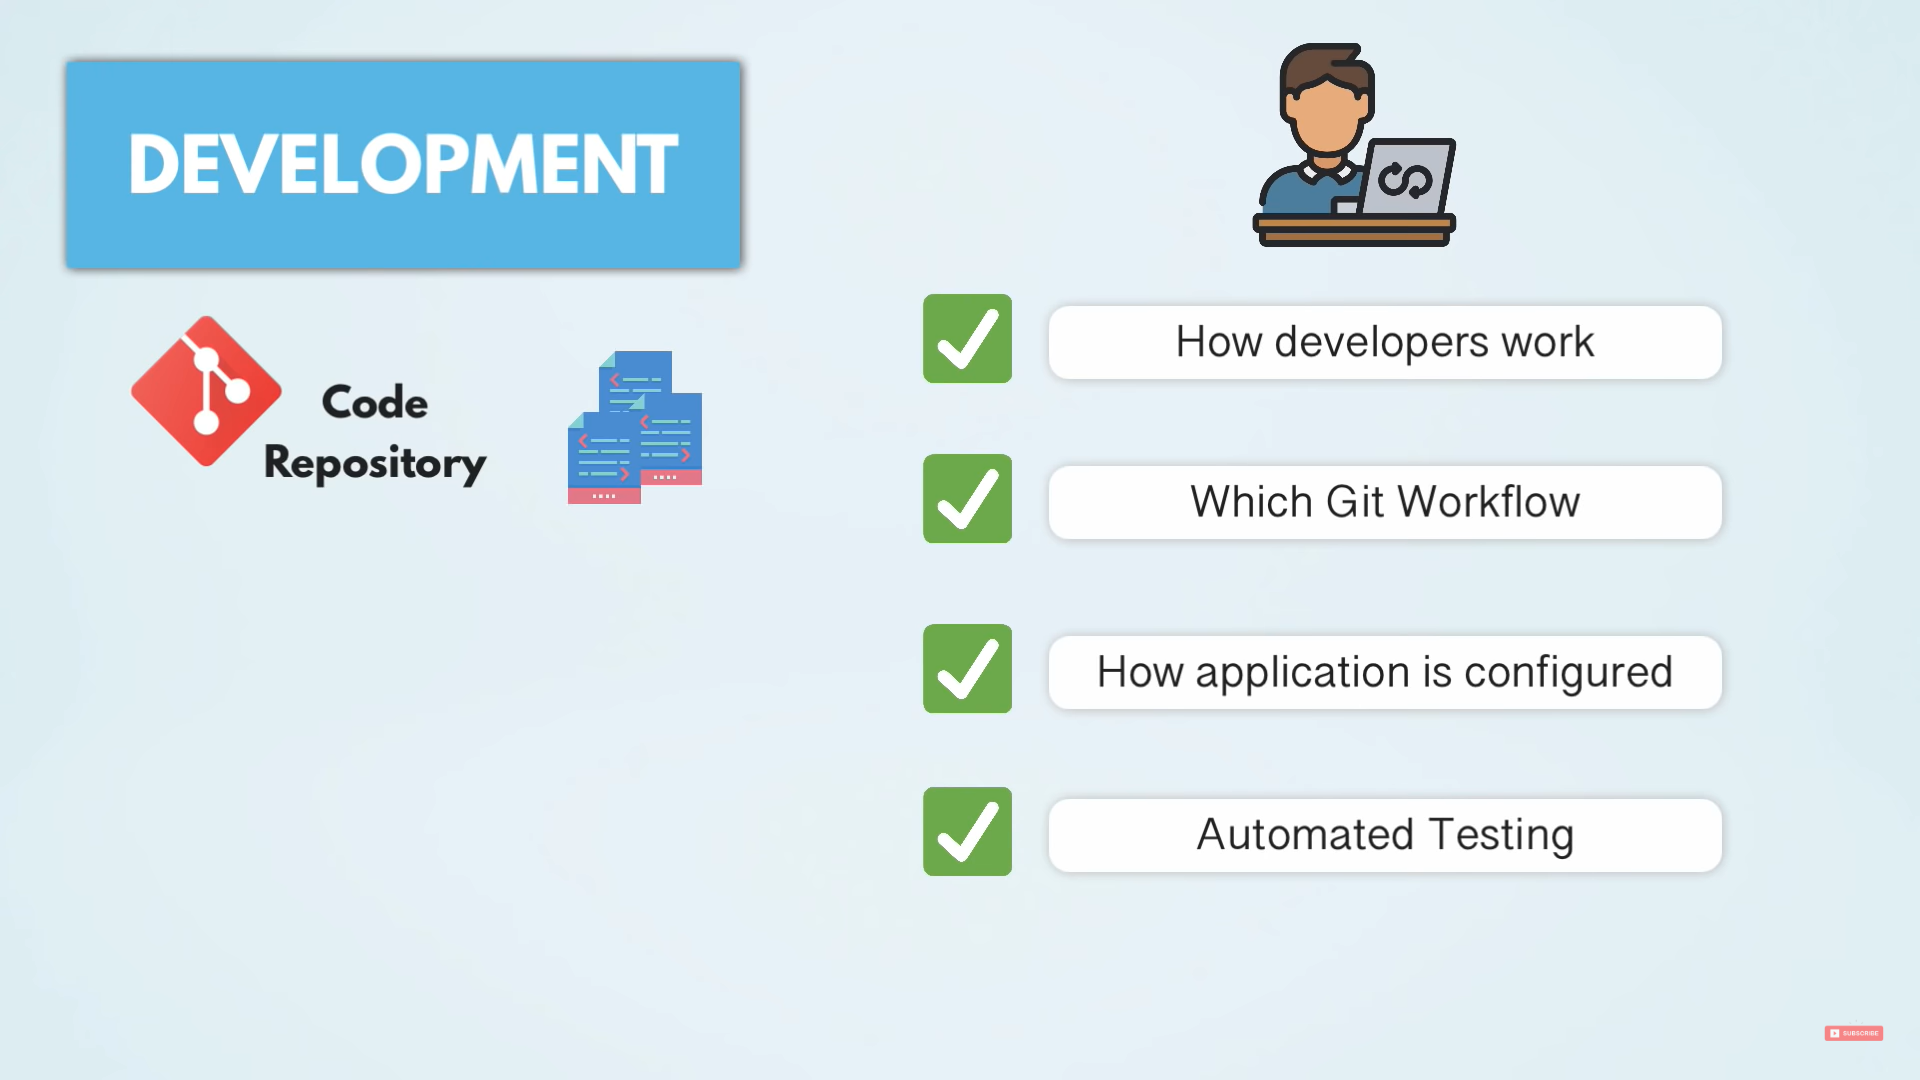 DEVELOPMENT
Code
Repository
How developers work
Which Git Workflow
How application is configured
Automated Testing
SUBSCRIBE